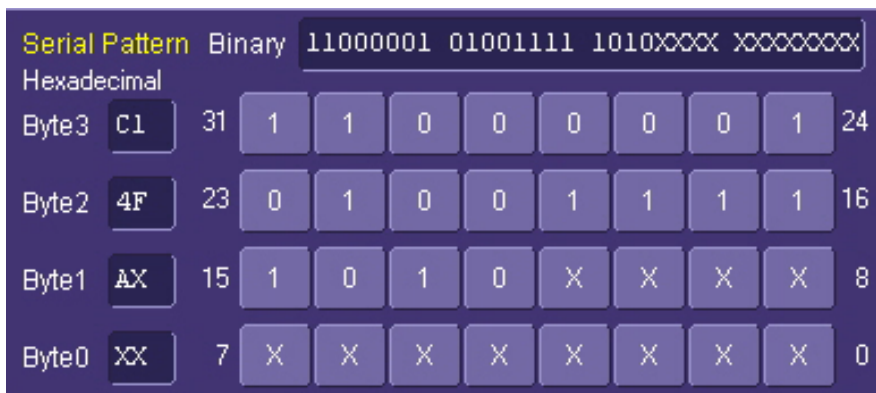 Serial Pattern Binary 11000001 01001111 1010XXXX XXXXXXXX
Hexadecimal
Byte3 C1 31 1 1 0 0 0 0 0 1 24
Byte2 4F 23 0 1 0 0 1 1 1 1 16
Byte1 AX 15 1 0 1 0 X X X X 8
Byte0 XX 7 X X X X X X X X 0